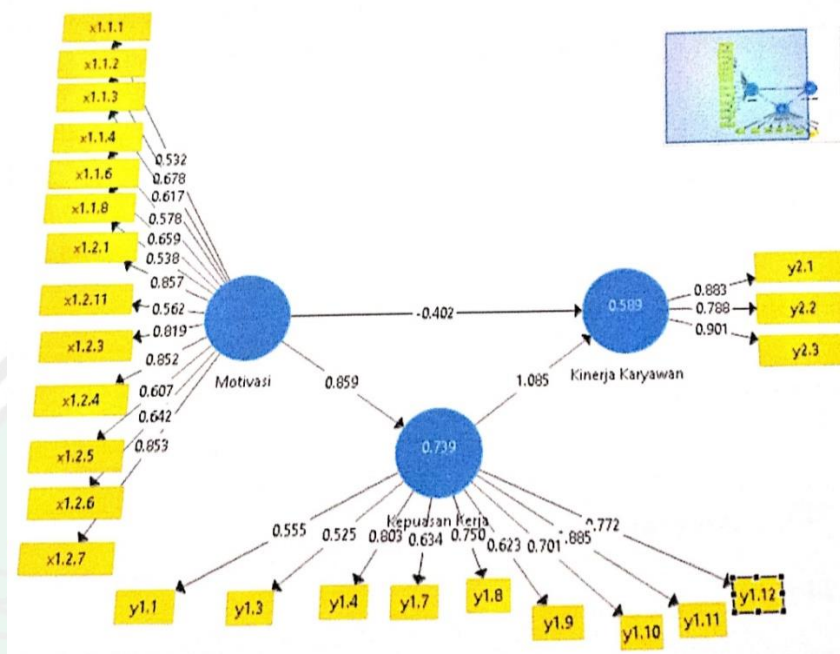 x1.1.1
x1.1.2
x1.1.3
x1.1.4
x1.1.6
x1.1.8
x1.2.1
x1.2.11
x1.2.3
x1.2.4
x1.2.5
x1.2.6
x1.2.7
0.532
0.678
0.617
0.578
0.659
0.538
0.857
0.562
0.819
0.852
0.607
0.642
0.853
Motivasi
-0.402
0.859
1.085
0.589
Kinerja Karyawan
0.883
0.788
0.901
y2.1
y2.2
y2.3
0.739
Kepuasan Kerja
0.555
0.525
0.803
0.634
0.750
0.623
0.701
.885
0.772
y1.1
y1.3
y1.4
y1.7
y1.8
y1.9
y1.10
y1.11
y1.12